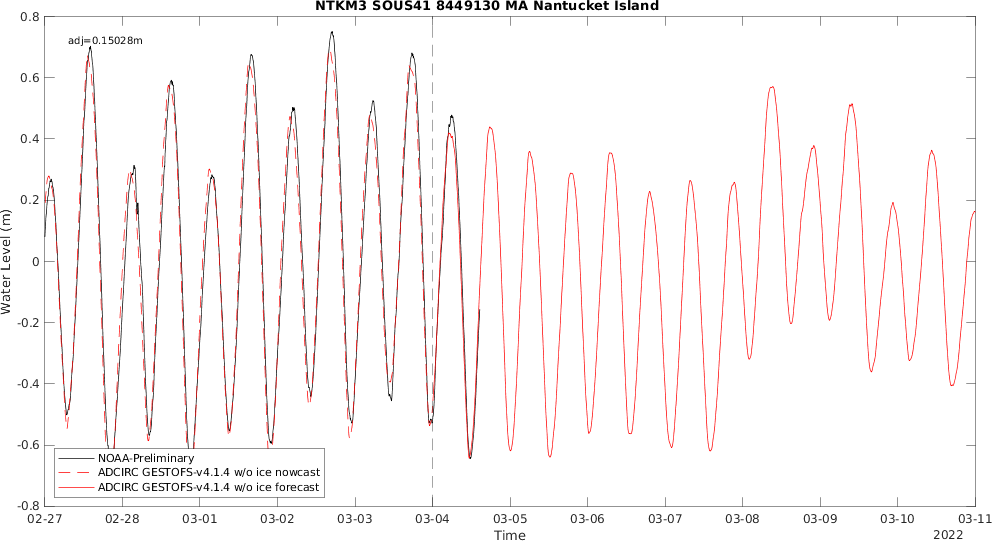 NTKM3 SOUS41 8449130 MA Nantucket Island
adj=0.15028m
0.8
0.6
0.4
0.2
0
-0.2
-0.4
-0.6
-0.8
Water Level (m)
NOAA-Preliminary
ADCIRC GESTOFS-v4.1.4 w/o ice nowcast
ADCIRC GESTOFS-v4.1.4 w/o ice forecast
02-27 02-28 03-01 03-02 03-03 03-04 03-05 03-06 03-07 03-08 03-09 03-10 03-11
Time
2022